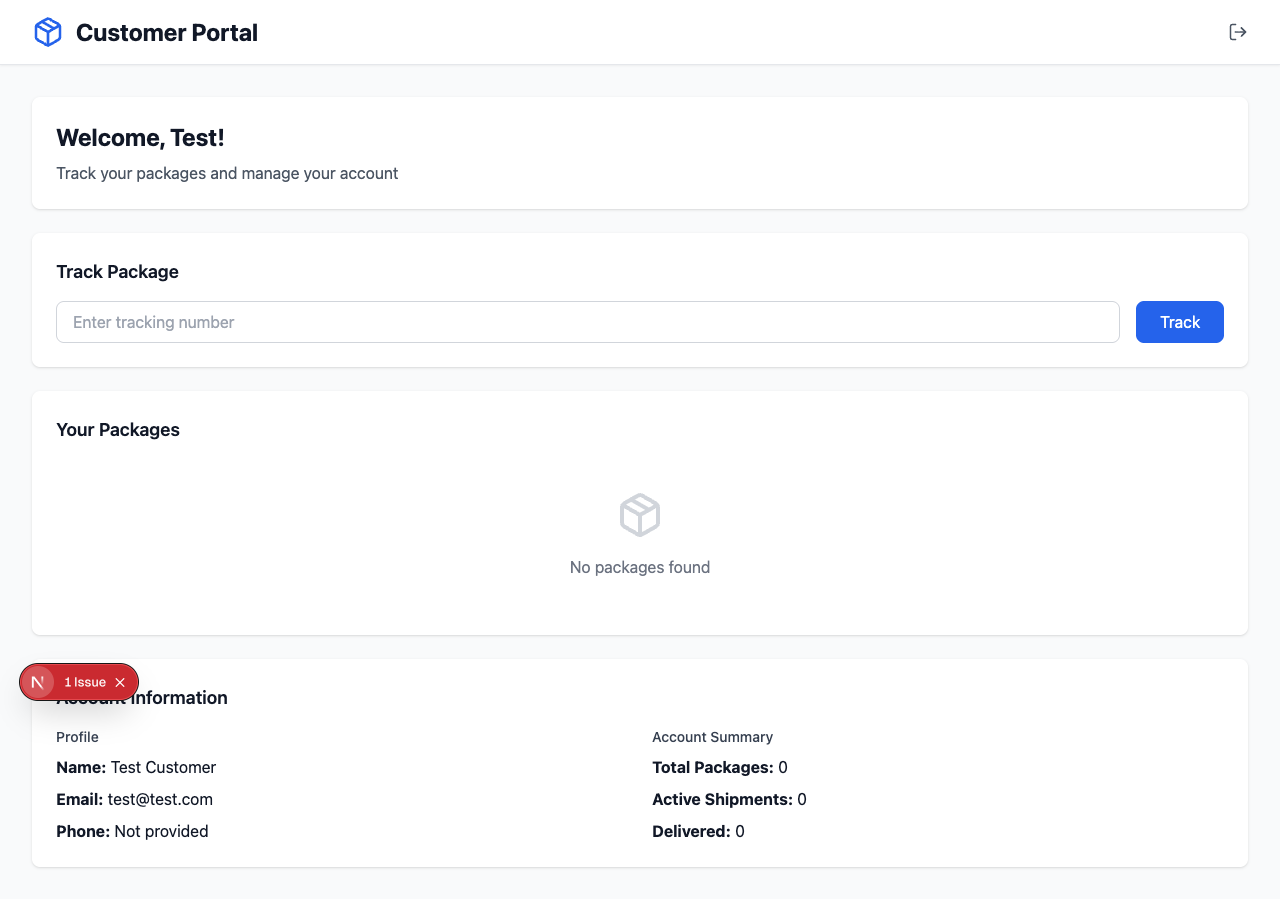 Customer Portal
Welcome, Test!
Track your packages and manage your account
Track Package
Enter tracking number
Track
Your Packages
No packages found
N 1 Issue
Account Information
Profile
Account Summary
Name: Test Customer
Total Packages: 0
Email: test@test.com
Active Shipments: 0
Phone: Not provided
Delivered: 0